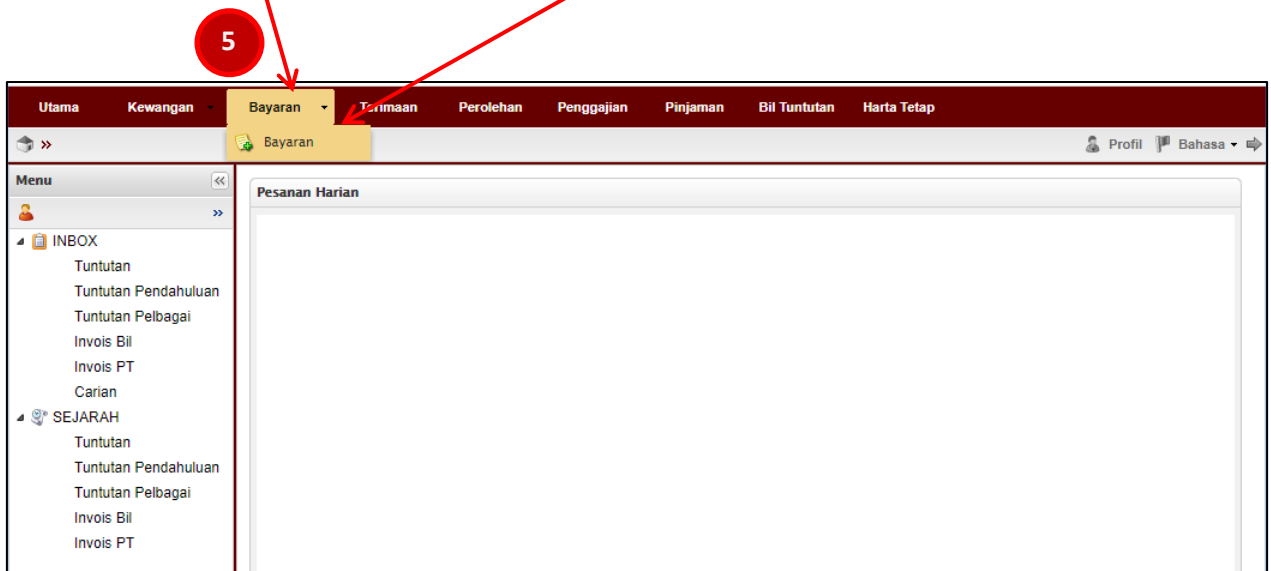 5
Utama Kewangan Bayaran Terimaan Perolehan Penggajian Pinjaman Bil Tuntutan Harta Tetap
» Bayaran Profil Bahasa
Menu «
»
Pesanan Harian
INBOX
Tuntutan
Tuntutan Pendahuluan
Tuntutan Pelbagai
Invois Bil
Invois PT
Carian
SEJARAH
Tuntutan
Tuntutan Pendahuluan
Tuntutan Pelbagai
Invois Bil
Invois PT